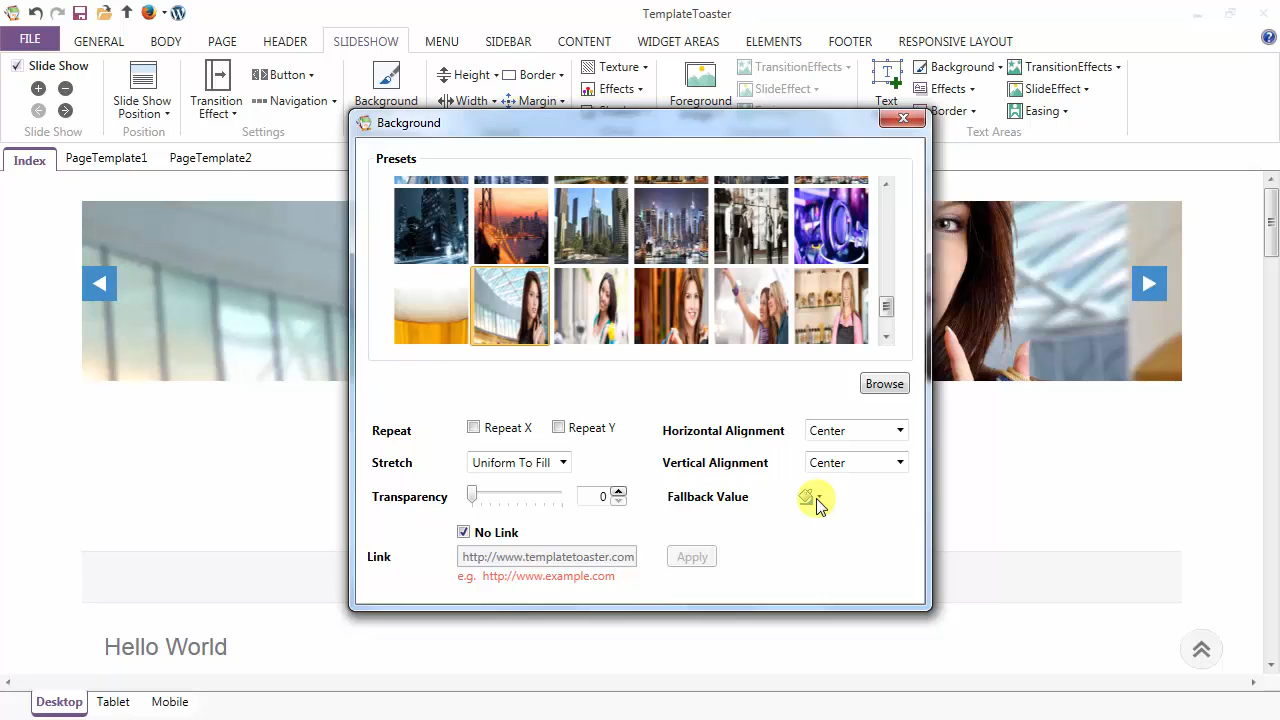 TemplateToaster
FILE
GENERAL
BODY
PAGE
HEADER
SLIDESHOW
MENU
SIDEBAR
CONTENT
WIDGET AREAS
ELEMENTS
FOOTER
RESPONSIVE LAYOUT
Slide Show
Slide Show
Slide Show
Position
Position
Transition
Effect
Button
Navigation
Settings
Background
Height
Width
Border
Margin
Texture
Effects
Foreground
TransitionEffects
SlideEffect
Text
Background
Effects
Border
TransitionEffects
SlideEffect
Easing
Text Areas
Index
PageTemplate1
PageTemplate2
Background
Presets
Browse
Repeat
Repeat X
Repeat Y
Horizontal Alignment
Center
Stretch
Uniform To Fill
Vertical Alignment
Center
Transparency
0
Fallback Value
No Link
Link
http://www.templatetoaster.com
Apply
e.g. http://www.example.com
Hello World
Desktop
Tablet
Mobile